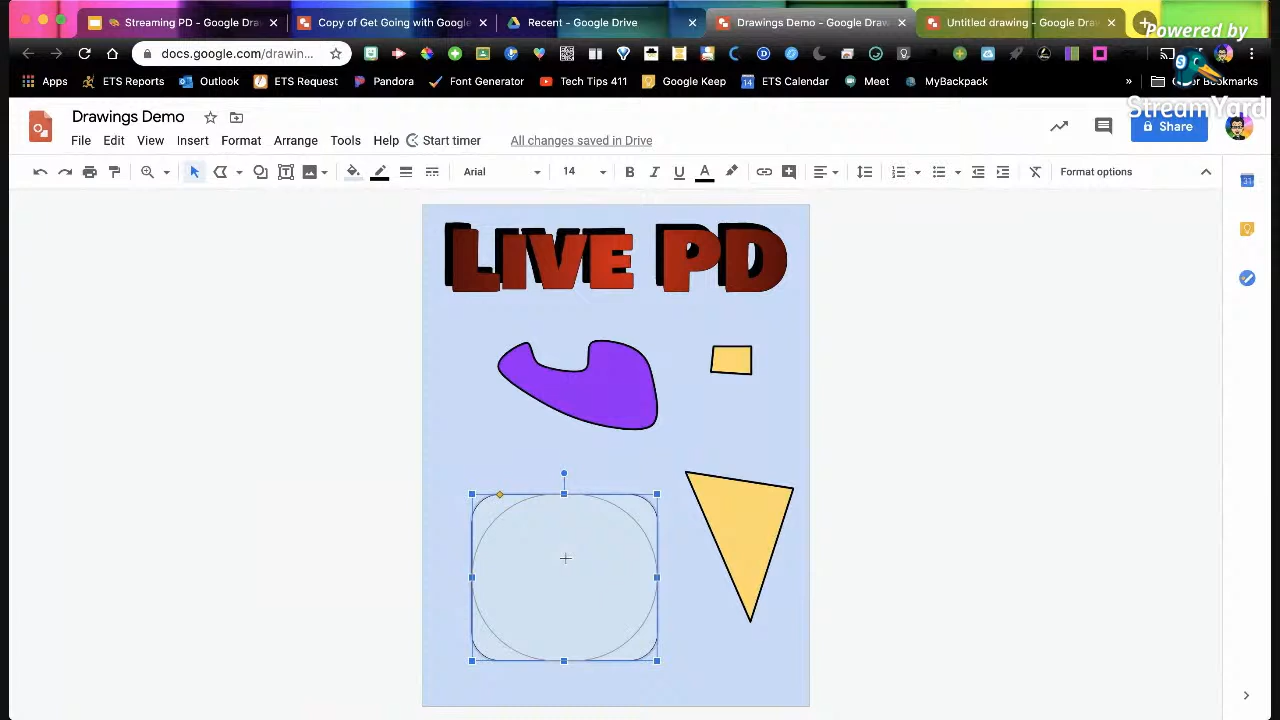 Streaming PD - Google Dra
Copy of Get Going with Google
Recent - Google Drive
Drawings Demo - Google Draw
Untitled drawing - Google Draw
Powered by
StreamYard
docs.google.com/drawin...
Apps
ETS Reports
Outlook
ETS Request
Pandora
Font Generator
Tech Tips 411
Google Keep
ETS Calendar
Meet
MyBackpack
»
Bookmarks
Drawings Demo
File Edit View Insert Format Arrange Tools Help Start timer All changes saved in Drive
Share
Arial 14 B I U A Format options
LIVE PD